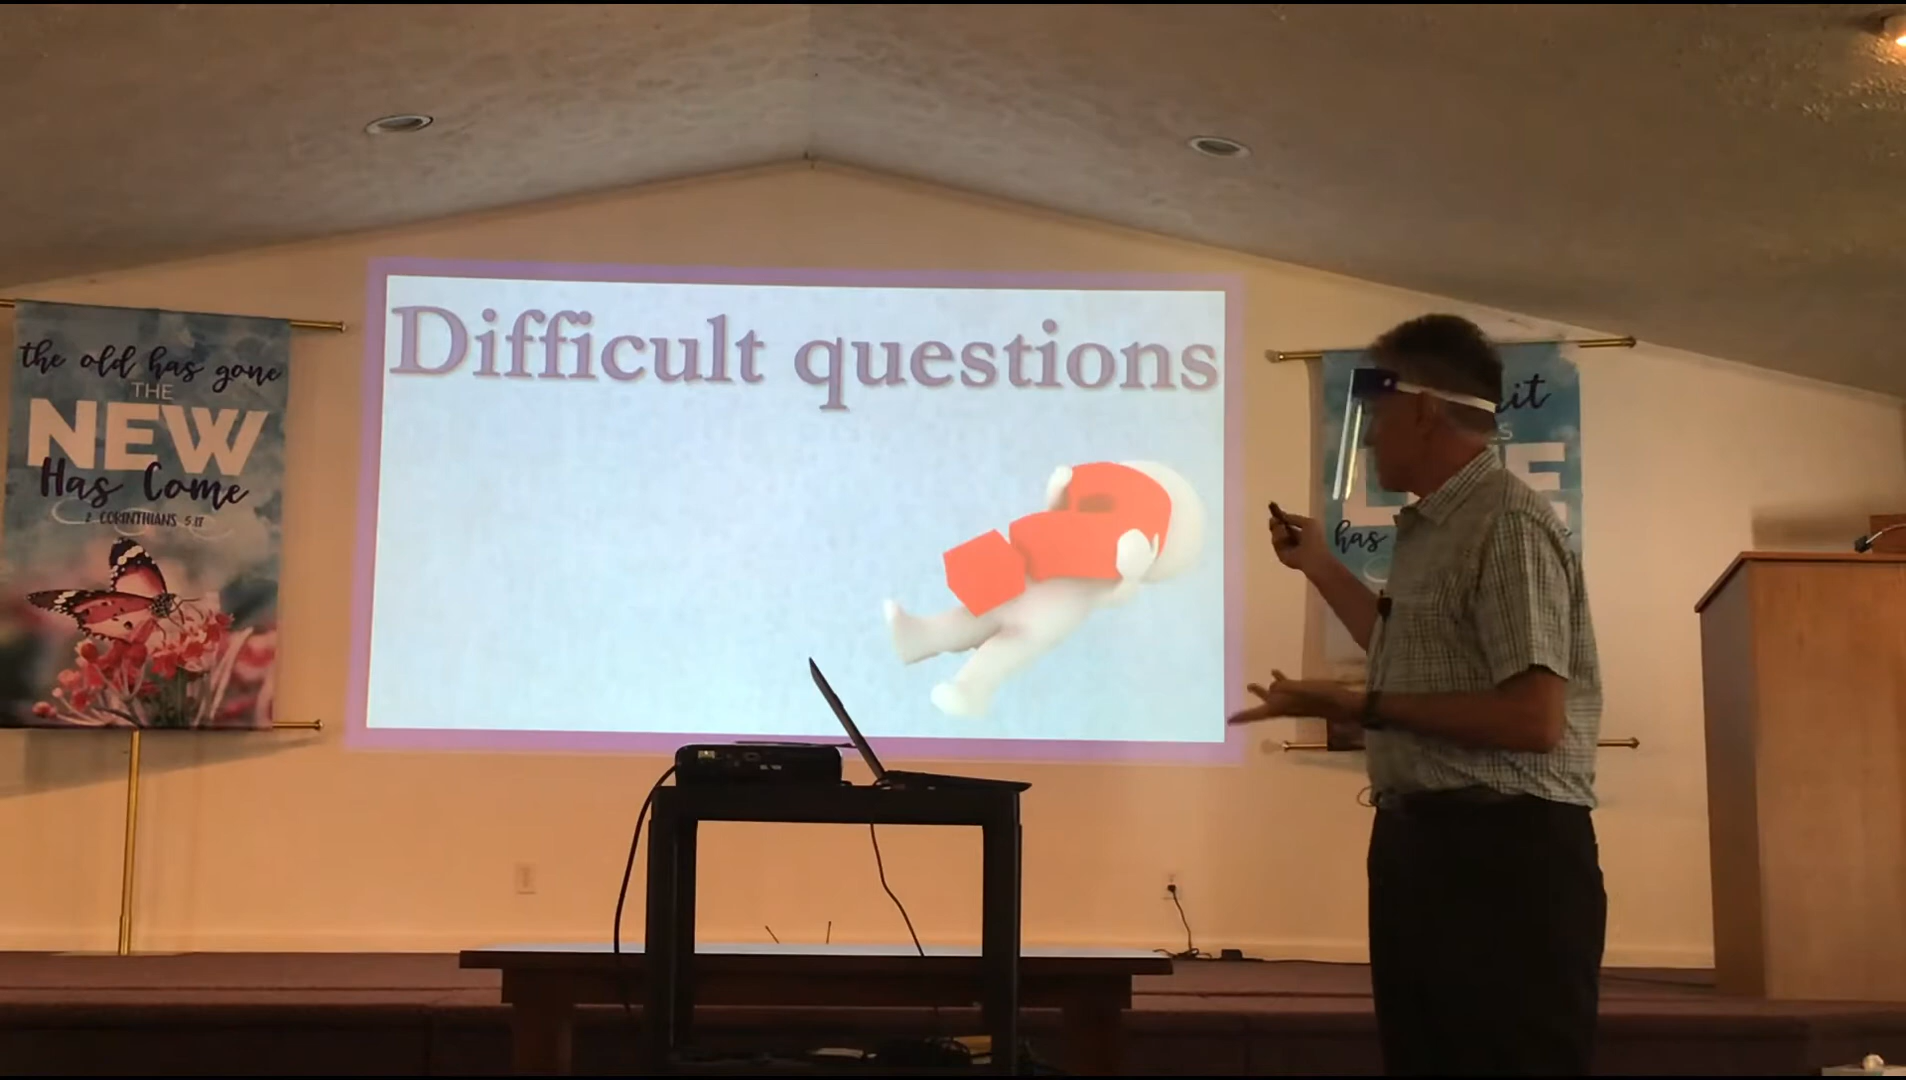 Difficult questions
the old has gone
THE
NEW
Has Come
2 CORINTHIANS 5:17
has